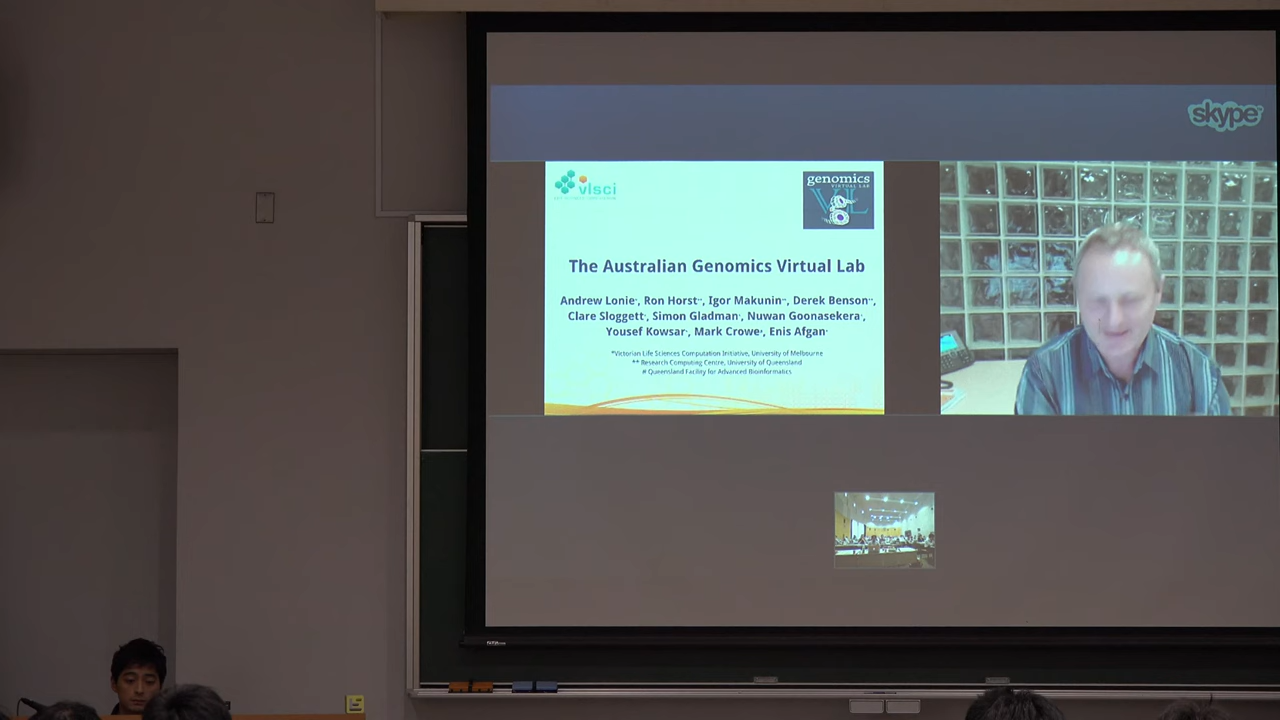 skype
vlsci
genomics
VIRTUAL LAB
The Australian Genomics Virtual Lab
Andrew Lonie*, Ron Horst**, Igor Makunin**, Derek Benson**,
Clare Sloggett*, Simon Gladman*, Nuwan Goonasekera*,
Yousef Kowsar*, Mark Crowe#, Enis Afgan*
*Victorian Life Sciences Computation Initiative, University of Melbourne
** Research Computing Centre, University of Queensland
# Queensland Facility for Advanced Bioinformatics